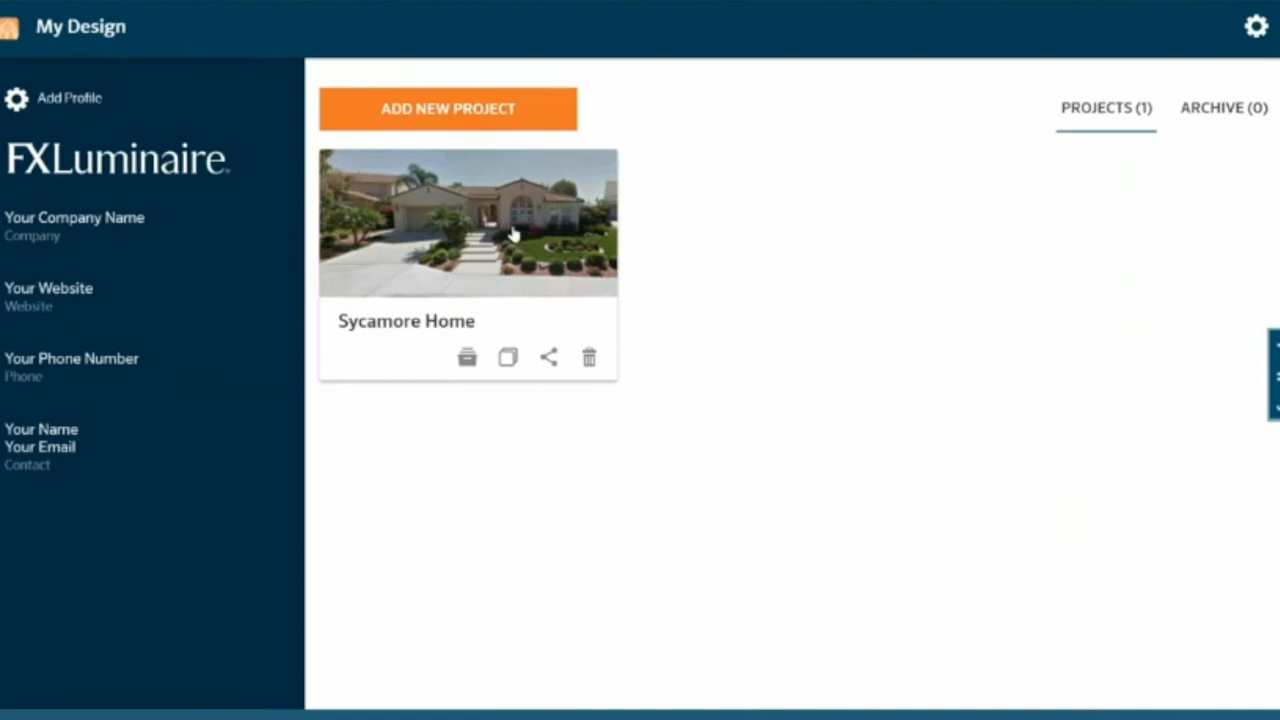 My Design
Add Profile
FXLuminaire®
Your Company Name
Company
Your Website
Website
Your Phone Number
Phone
Your Name
Your Email
Contact
ADD NEW PROJECT
PROJECTS (1)
ARCHIVE (0)
Sycamore Home